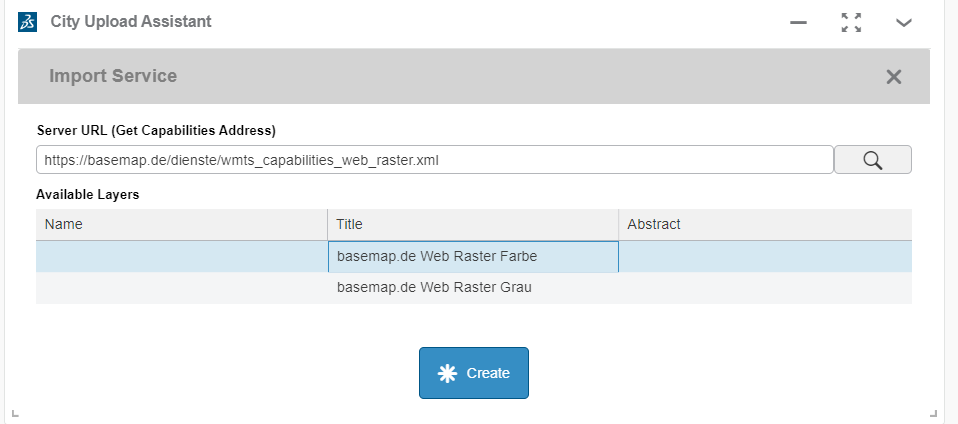 City Upload Assistant
Import Service
Server URL (Get Capabilities Address)
https://basemap.de/dienste/wmts_capabilities_web_raster.xml
Available Layers
Name Title Abstract
basemap.de Web Raster Farbe
basemap.de Web Raster Grau
Create